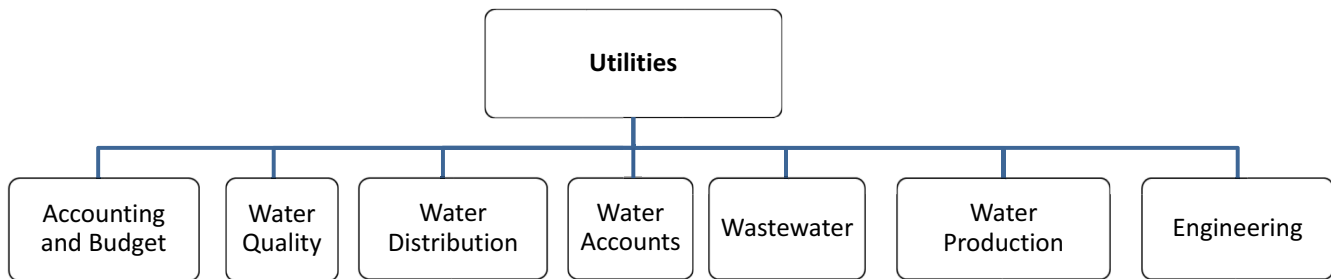 Utilities
Accounting
and Budget
Water
Quality
Water
Distribution
Water
Accounts
Wastewater
Water
Production
Engineering